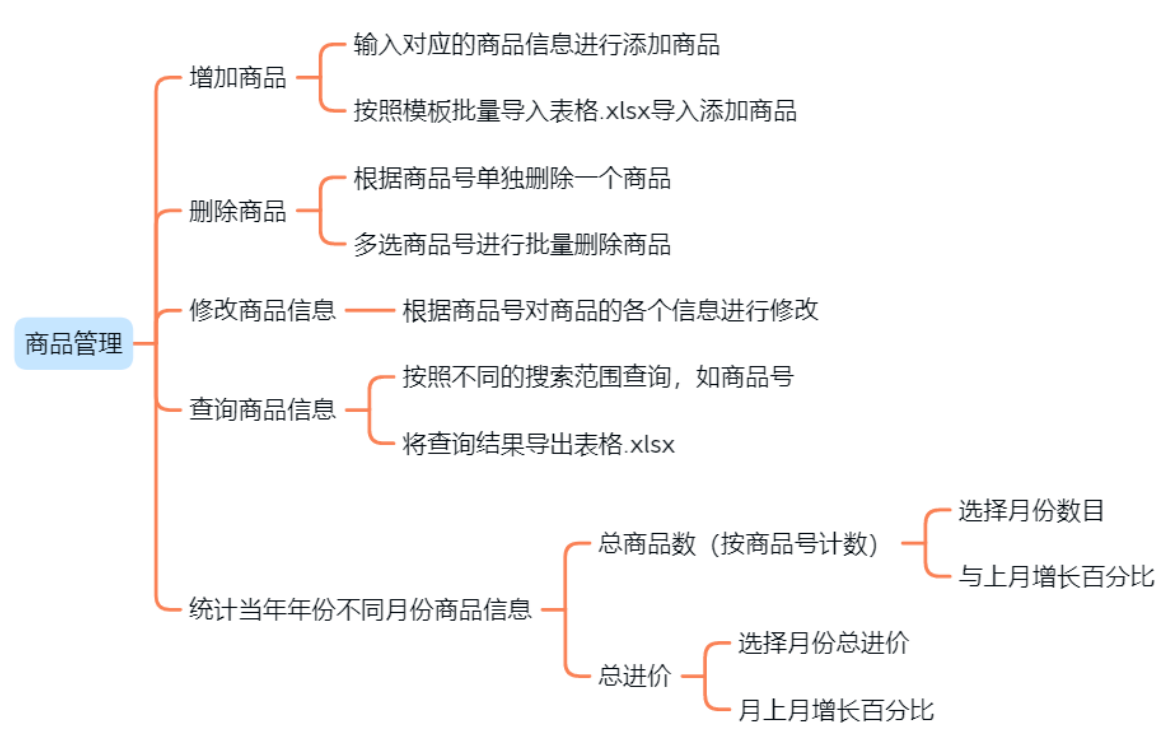 输入对应的商品信息进行添加商品
增加商品
按照模板批量导入表格.xlsx导入添加商品
根据商品号单独删除一个商品
删除商品
多选商品号进行批量删除商品
修改商品信息
根据商品号对商品的各个信息进行修改
商品管理
按照不同的搜索范围查询，如商品号
查询商品信息
将查询结果导出表格.xlsx
选择月份数目
总商品数（按商品号计数）
与上月增长百分比
统计当年年份不同月份商品信息
选择月份总进价
总进价
月上月增长百分比